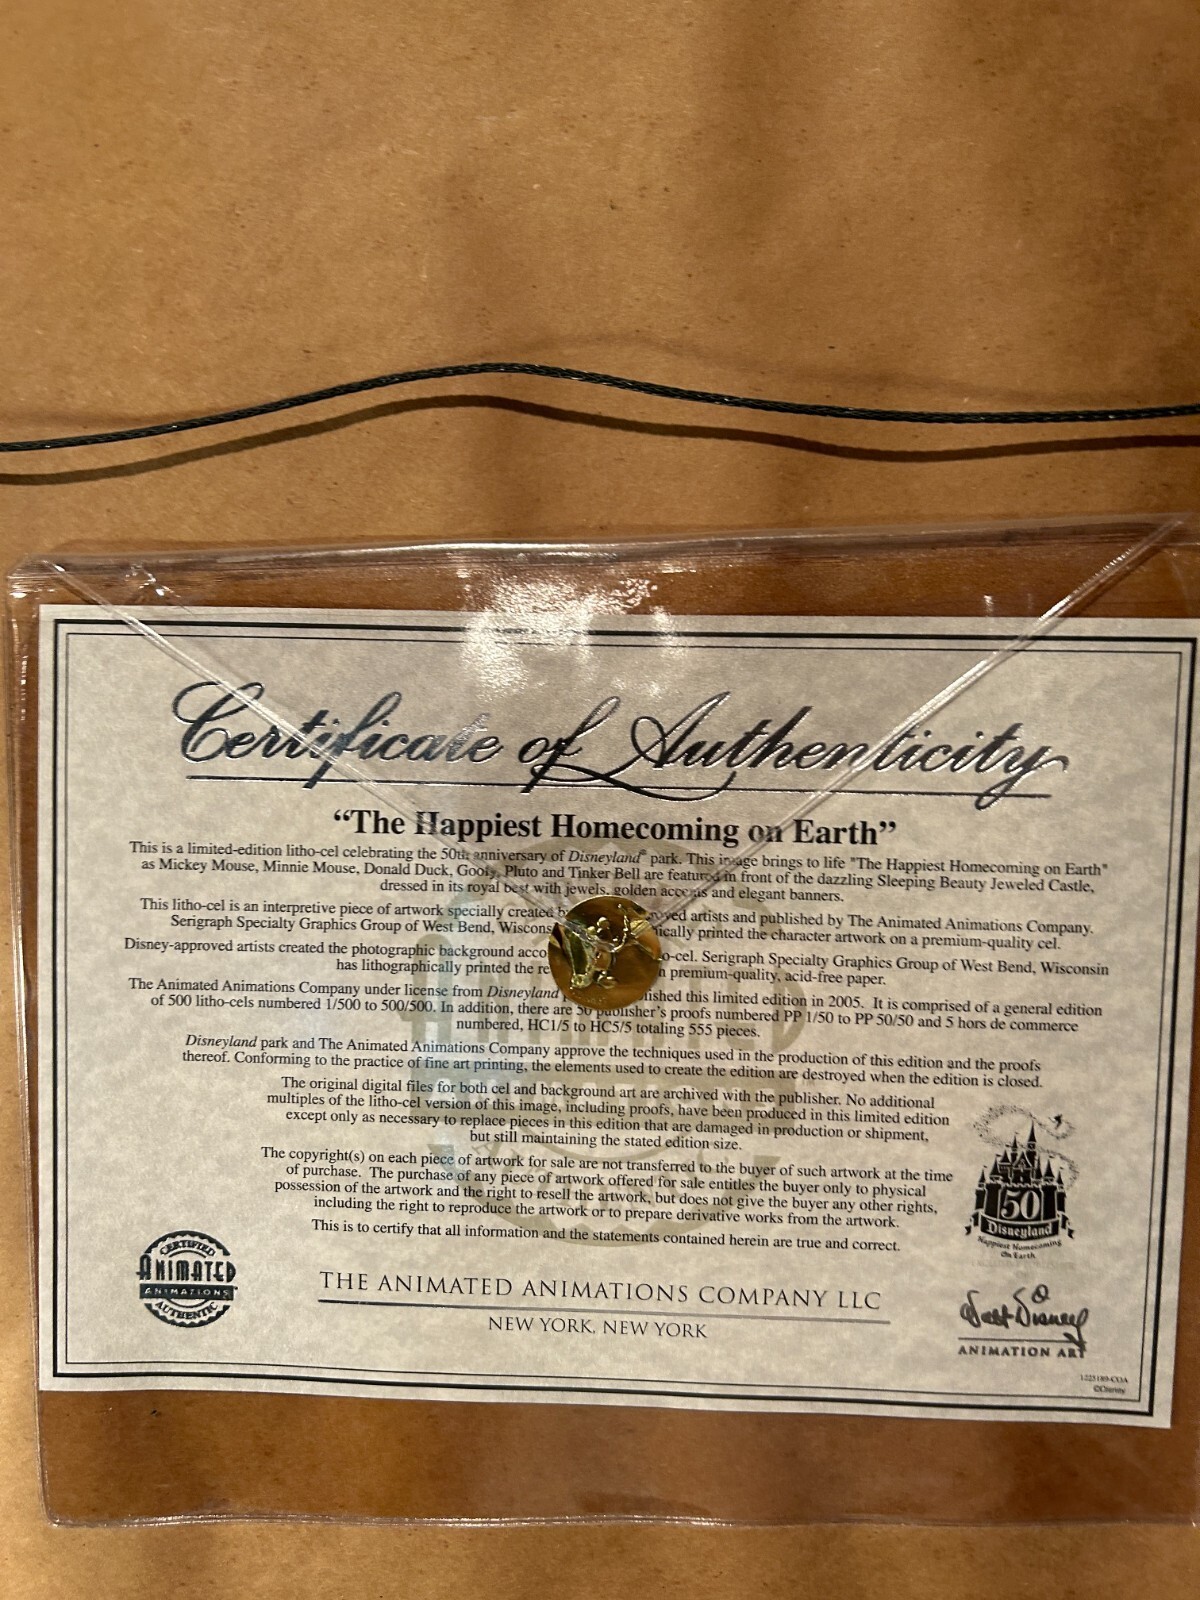 Certificate of Authenticity
“The Happiest Homecoming on Earth”
This is a limited-edition litho-cel celebrating the 50th anniversary of Disneyland® park. This image brings to life "The Happiest Homecoming on Earth"
as Mickey Mouse, Minnie Mouse, Donald Duck, Goofy, Pluto and Tinker Bell are featured in front of the dazzling Sleeping Beauty Jeweled Castle,
dressed in its royal best with jewels, golden accents and elegant banners.
This litho-cel is an interpretive piece of artwork specially created by roved artists and published by The Animated Animations Company.
Serigraph Specialty Graphics Group of West Bend, Wiscons ically printed the character artwork on a premium-quality cel.
Disney-approved artists created the photographic background acco o-cel. Serigraph Specialty Graphics Group of West Bend, Wisconsin
has lithographically printed the re n premium-quality, acid-free paper.
The Animated Animations Company under license from Disneyland lished this limited edition in 2005. It is comprised of a general edition
of 500 litho-cels numbered 1/500 to 500/500. In addition, there are 50 publisher’s proofs numbered PP 1/50 to PP 50/50 and 5 hors de commerce
numbered, HC1/5 to HC5/5 totaling 555 pieces.
Disneyland park and The Animated Animations Company approve the techniques used in the production of this edition and the proofs
thereof. Conforming to the practice of fine art printing, the elements used to create the edition are destroyed when the edition is closed.
The original digital files for both cel and background art are archived with the publisher. No additional
multiples of the litho-cel version of this image, including proofs, have been produced in this limited edition
except only as necessary to replace pieces in this edition that are damaged in production or shipment,
but still maintaining the stated edition size.
The copyright(s) on each piece of artwork for sale are not transferred to the buyer of such artwork at the time
of purchase. The purchase of any piece of artwork offered for sale entitles the buyer only to physical
possession of the artwork and the right to resell the artwork, but does not give the buyer any other rights,
including the right to reproduce the artwork or to prepare derivative works from the artwork.
This is to certify that all information and the statements contained herein are true and correct.
50
Disneyland
Happiest Homecoming
On Earth
CERTIFIED
ANIMATED
ANIMATIONS
AUTHENTIC
THE ANIMATED ANIMATIONS COMPANY LLC
NEW YORK, NEW YORK
Walt Disney
ANIMATION ART
1225189-COA
©Disney